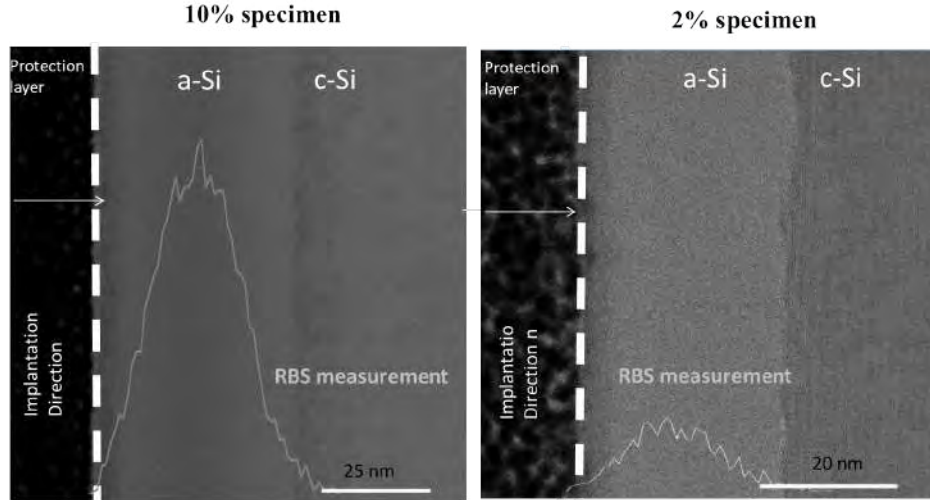 10% specimen
2% specimen
Protection
layer
a-Si
c-Si
Implantation
Direction
RBS measurement
25 nm
Protection
layer
a-Si
c-Si
Implantatio
Direction n
RBS measurement
20 nm